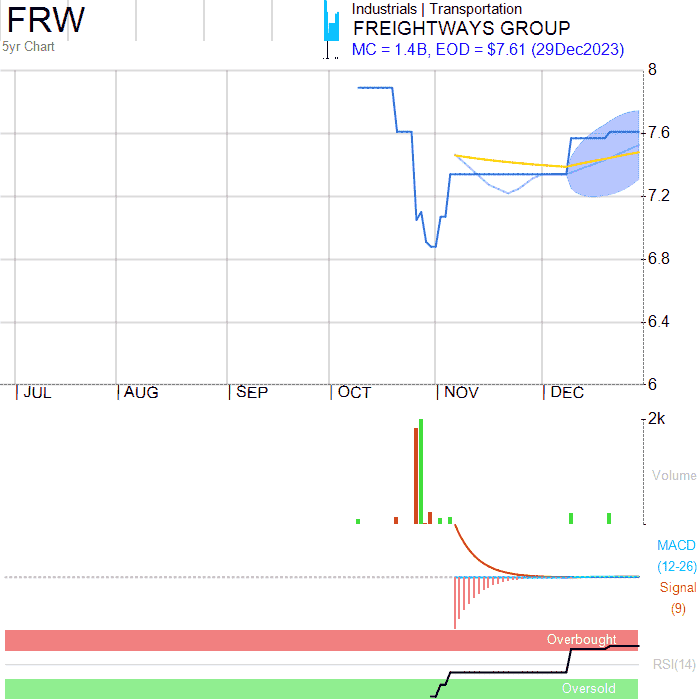 FRW
5yr Chart
Industrials | Transportation
FREIGHTWAYS GROUP
MC = 1.4B, EOD = $7.61 (29Dec2023)
8
7.6
7.2
6.8
6.4
6
JUL AUG SEP OCT NOV DEC
2k
Volume
MACD
(12-26)
Signal
(9)
Overbought
RSI(14)
Oversold